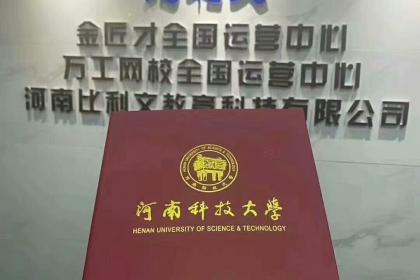 金匠才全国运营中心
万工网校全国运营中心
河南比利文教育科技有限公司
河南科技大學
HENAN UNIVERSITY OF SCIENCE & TECHNOLOGY